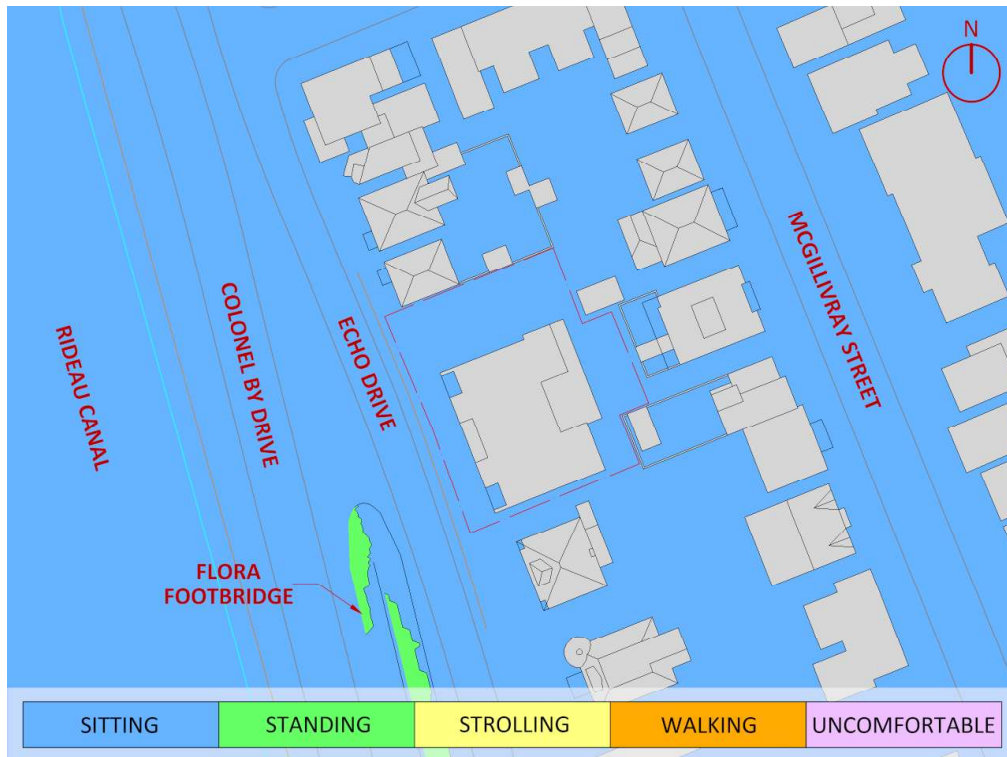 N
MCGILLIVRAY STREET
ECHO DRIVE
COLONEL BY DRIVE
RIDEAU CANAL
FLORA
FOOTBRIDGE
SITTING
STANDING
STROLLING
WALKING
UNCOMFORTABLE